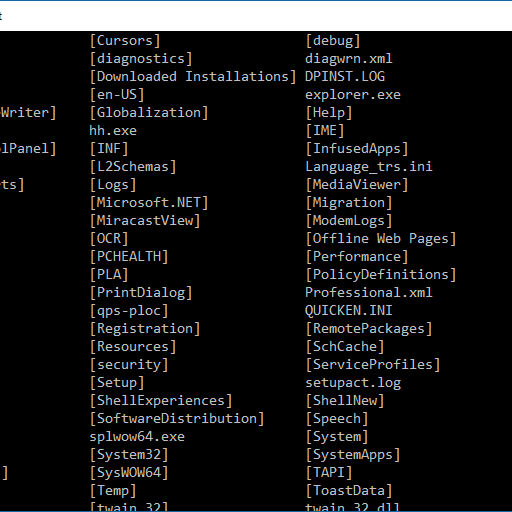 t
[Cursors] [debug]
[diagnostics] diagwrn.xml
[Downloaded Installations] DPINST.LOG
[en-US] explorer.exe
Writer] [Globalization] [Help]
hh.exe [IME]
lPanel] [INF] [InfusedApps]
[L2Schemas] Language_trs.ini
ts] [Logs] [MediaViewer]
[Microsoft.NET] [Migration]
[MiracastView] [ModemLogs]
[OCR] [Offline Web Pages]
[PCHEALTH] [Performance]
[PLA] [PolicyDefinitions]
[PrintDialog] Professional.xml
[qps-ploc] QUICKEN.INI
[Registration] [RemotePackages]
[Resources] [SchCache]
[security] [ServiceProfiles]
[Setup] setupact.log
[ShellExperiences] [ShellNew]
[SoftwareDistribution] [Speech]
splwow64.exe [System]
[System32] [SystemApps]
] [SysWOW64] [TAPI]
[Temp] [ToastData]
[twain_32] twain_32.dll